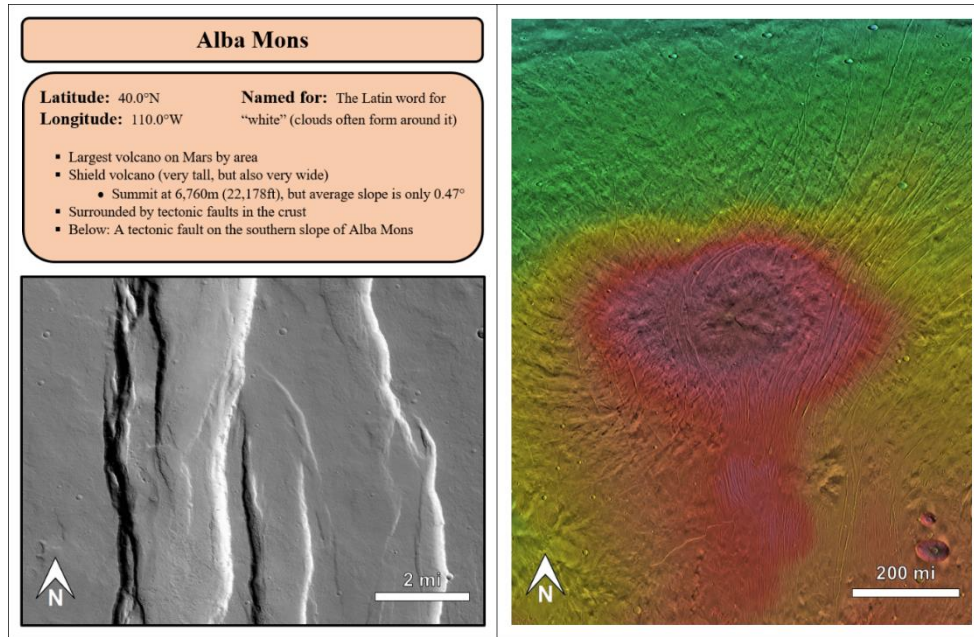 Alba Mons
Latitude: 40.0°N
Longitude: 110.0°W
Named for: The Latin word for
“white” (clouds often form around it)
▪ Largest volcano on Mars by area
▪ Shield volcano (very tall, but also very wide)
• Summit at 6,760m (22,178ft), but average slope is only 0.47°
▪ Surrounded by tectonic faults in the crust
▪ Below: A tectonic fault on the southern slope of Alba Mons
N
2 mi
N
200 mi